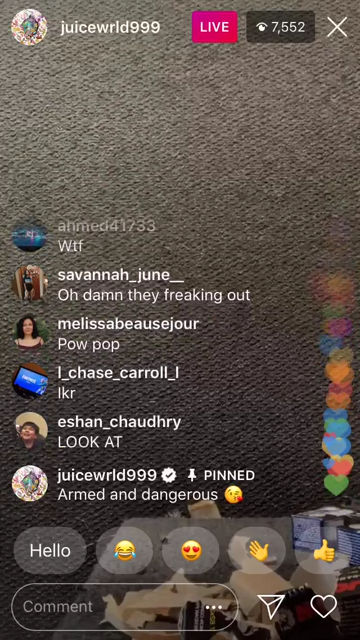 juicewrld999
LIVE
7,552
ahmed41733
Wtf
savannah_june__
Oh damn they freaking out
melissabeausejour
Pow pop
l_chase_carroll_l
Ikr
eshan_chaudhry
LOOK AT
juicewrld999 PINNED
Armed and dangerous 😘
Hello 😂 😍 👋 👍
Comment